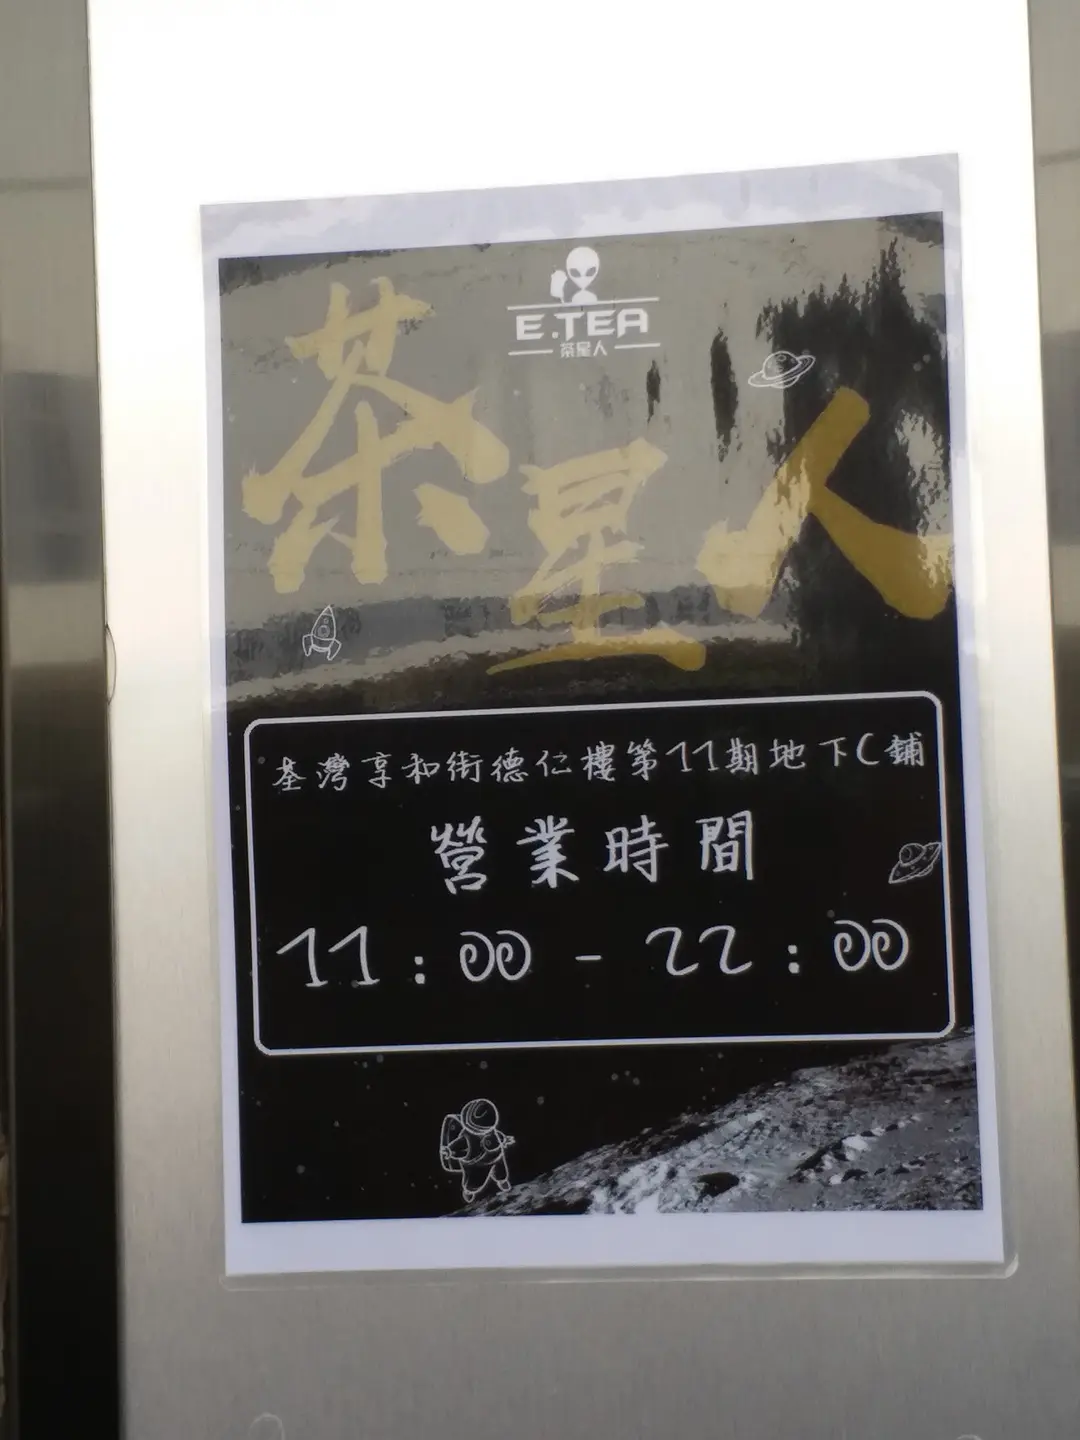 E.TEA
茶星人
茶星人
荃灣享和街德仁樓第11期地下C鋪
營業時間
11:00 - 22:00